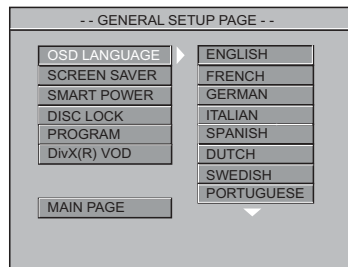 - - GENERAL SETUP PAGE - -
OSD LANGUAGE
SCREEN SAVER
SMART POWER
DISC LOCK
PROGRAM
DivX(R) VOD
MAIN PAGE
ENGLISH
FRENCH
GERMAN
ITALIAN
SPANISH
DUTCH
SWEDISH
PORTUGUESE